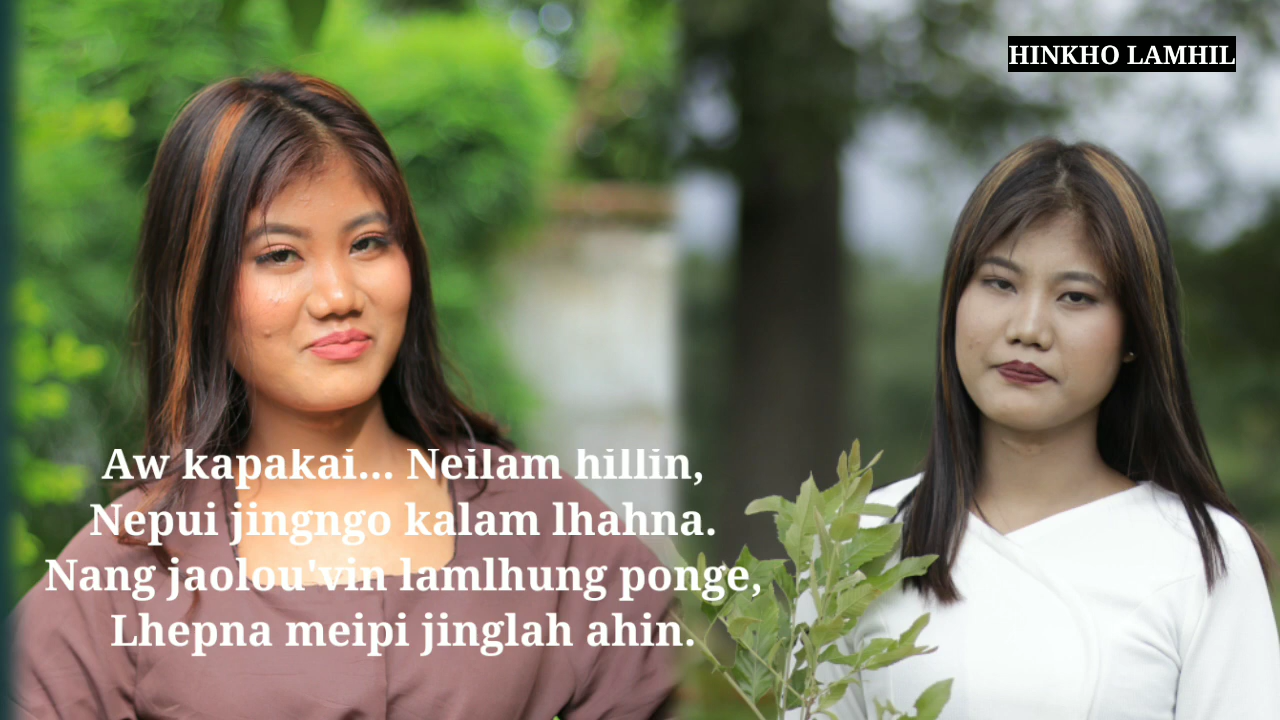 HINKHO LAMHIL
Aw kapakai... Neilam hillin,
Nepui jingngo kalam lhahna.
Nang jaolou'vin lamlhung ponge,
Lhepna meipi jinglah ahin.